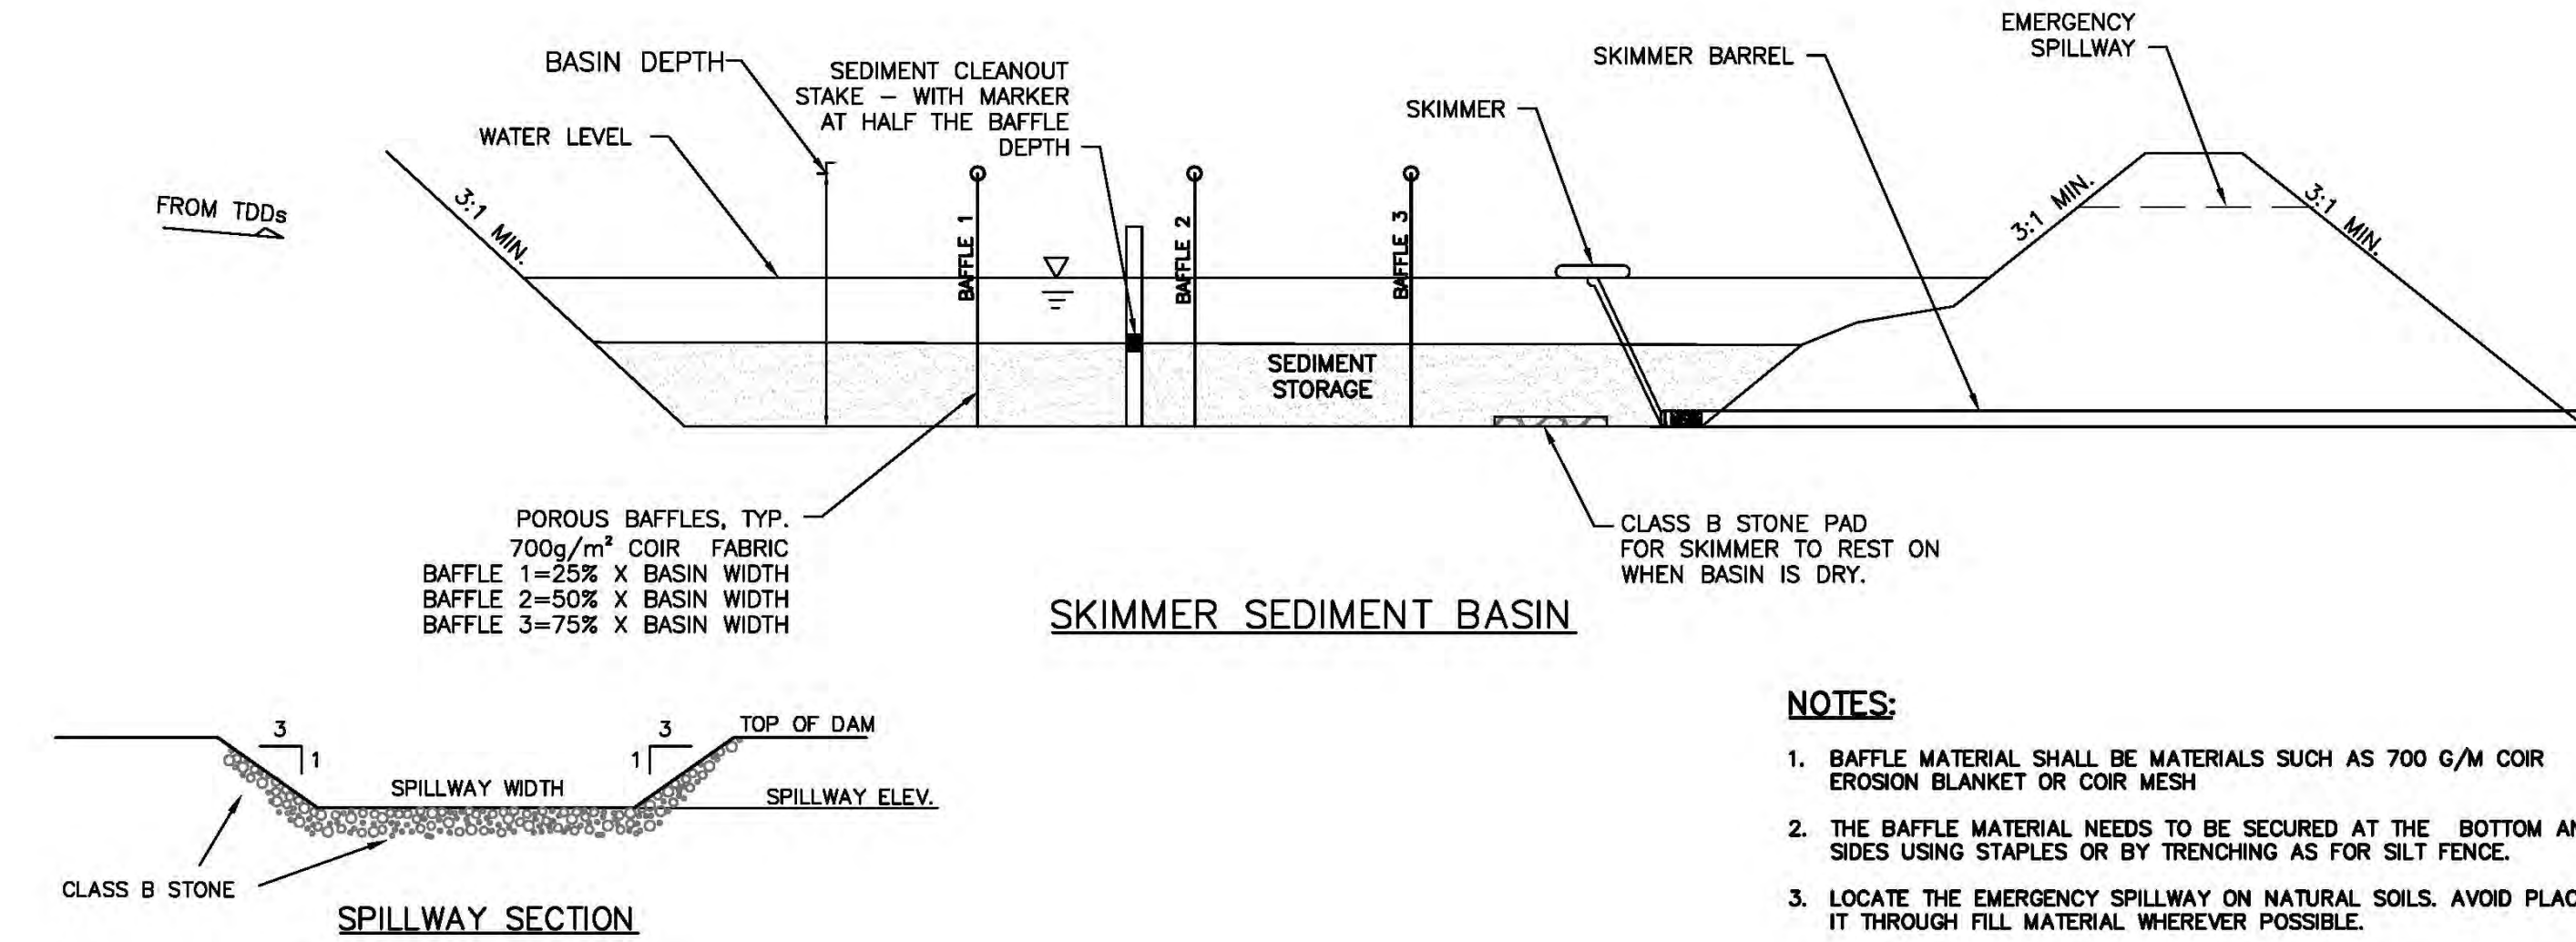 EMERGENCY
SPILLWAY
BASIN DEPTH
SKIMMER BARREL
SEDIMENT CLEANOUT
STAKE – WITH MARKER
AT HALF THE BAFFLE
DEPTH
SKIMMER
WATER LEVEL
FROM TDDs
3:1 MIN.
BAFFLE 1
BAFFLE 2
BAFFLE 3
3:1 MIN.
3:1 MIN.
SEDIMENT
STORAGE
POROUS BAFFLES, TYP.
700g/m² COIR FABRIC
BAFFLE 1=25% X BASIN WIDTH
BAFFLE 2=50% X BASIN WIDTH
BAFFLE 3=75% X BASIN WIDTH
CLASS B STONE PAD
FOR SKIMMER TO REST ON
WHEN BASIN IS DRY.
SKIMMER SEDIMENT BASIN
3
1
3
1
TOP OF DAM
SPILLWAY WIDTH
SPILLWAY ELEV.
CLASS B STONE
SPILLWAY SECTION
NOTES:
1. BAFFLE MATERIAL SHALL BE MATERIALS SUCH AS 700 G/M COIR
EROSION BLANKET OR COIR MESH
2. THE BAFFLE MATERIAL NEEDS TO BE SECURED AT THE BOTTOM AN
SIDES USING STAPLES OR BY TRENCHING AS FOR SILT FENCE.
3. LOCATE THE EMERGENCY SPILLWAY ON NATURAL SOILS. AVOID PLAC
IT THROUGH FILL MATERIAL WHEREVER POSSIBLE.